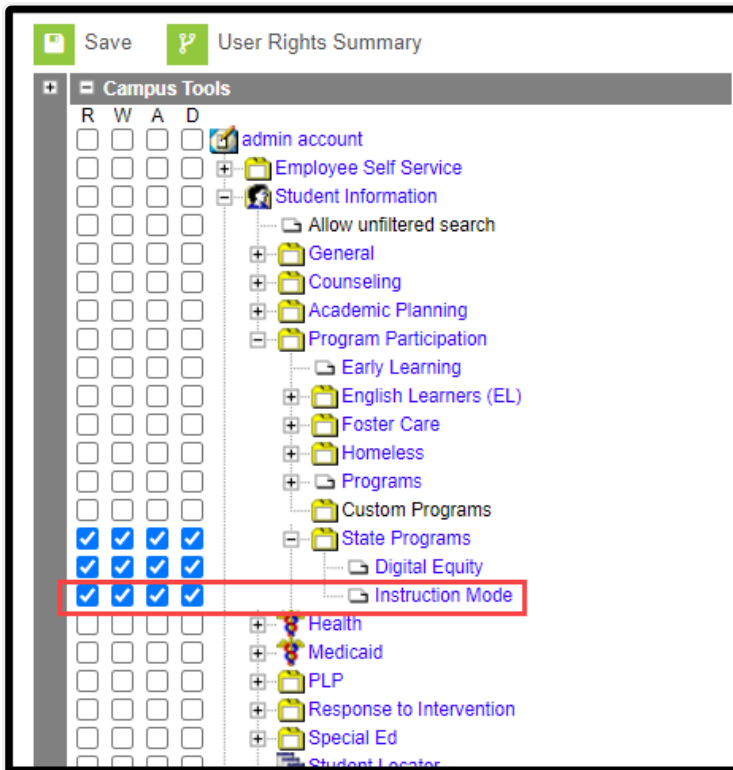 Save User Rights Summary
Campus Tools
R W A D
admin account
Employee Self Service
Student Information
Allow unfiltered search
General
Counseling
Academic Planning
Program Participation
Early Learning
English Learners (EL)
Foster Care
Homeless
Programs
Custom Programs
State Programs
Digital Equity
Instruction Mode
Health
Medicaid
PLP
Response to Intervention
Special Ed
Student Locator